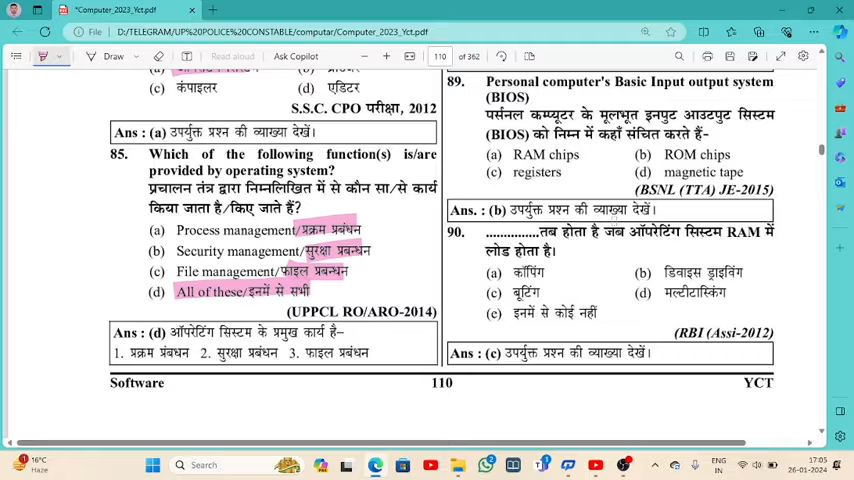 *Computer_2023_Yct.pdf
D:/TELEGRAM/UP%20POLICE%20CONSTABLE/computar/Computer_2023_Yct.pdf
Draw
Read aloud
Ask Copilot
110
of 362
(c) कंपाइलर
(d) एडिटर
S.S.C. CPO परीक्षा, 2012
Ans : (a) उपर्युक्त प्रश्न की व्याख्या देखें।
85. Which of the following function(s) is/are
provided by operating system?
प्रचालन तंत्र द्वारा निम्नलिखित में से कौन सा/से कार्य
किया जाता है/किए जाते हैं?
(a) Process management/प्रक्रम प्रबंधन
(b) Security management/सुरक्षा प्रबन्धन
(c) File management/फाइल प्रबन्धन
(d) All of these/इनमें से सभी
(UPPCL RO/ARO-2014)
Ans : (d) ऑपरेटिंग सिस्टम के प्रमुख कार्य है–
1. प्रक्रम प्रंबधन 2. सुरक्षा प्रबंधन 3. फाइल प्रबंधन
89. Personal computer's Basic Input output system
(BIOS)
पर्सनल कम्प्यूटर के मूलभूत इनपुट आउटपुट सिस्टम
(BIOS) को निम्न में कहाँ संचित करते हैं-
(a) RAM chips (b) ROM chips
(c) registers (d) magnetic tape
(BSNL (TTA) JE-2015)
Ans. : (b) उपर्युक्त प्रश्न की व्याख्या देखें।
90. ...............तब होता है जब ऑपरेटिंग सिस्टम RAM में
लोड होता है।
(a) कॉपिंग (b) डिवाइस ड्राइविंग
(c) बूटिंग (d) मल्टीटास्किंग
(e) इनमें से कोई नहीं
(RBI (Assi-2012)
Ans : (c) उपर्युक्त प्रश्न की व्याख्या देखें।
Software 110 YCT
16°C
Haze
Search
ENG
IN
17:05
26-01-2024